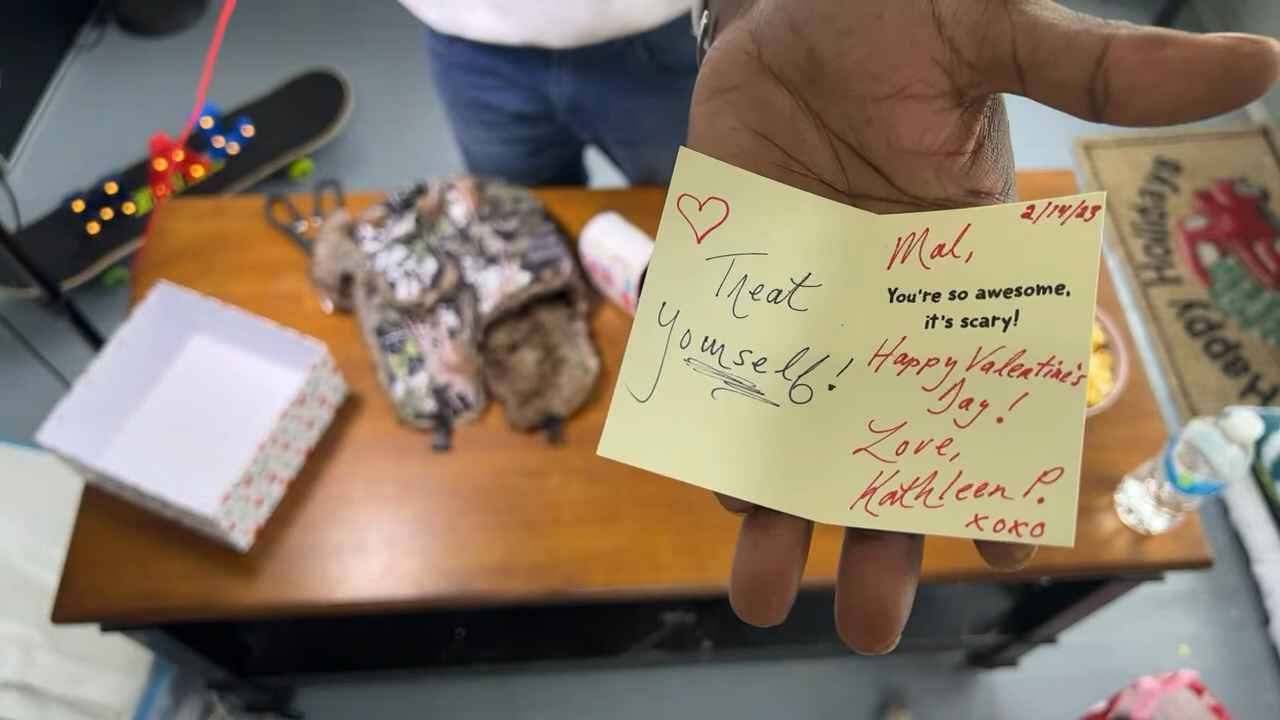 Treat
Yourself!
2/14/23
Mal,
You're so awesome,
it's scary!
Happy Valentine's
Day!
Love,
Kathleen P.
xoxo
Happy
Holidays